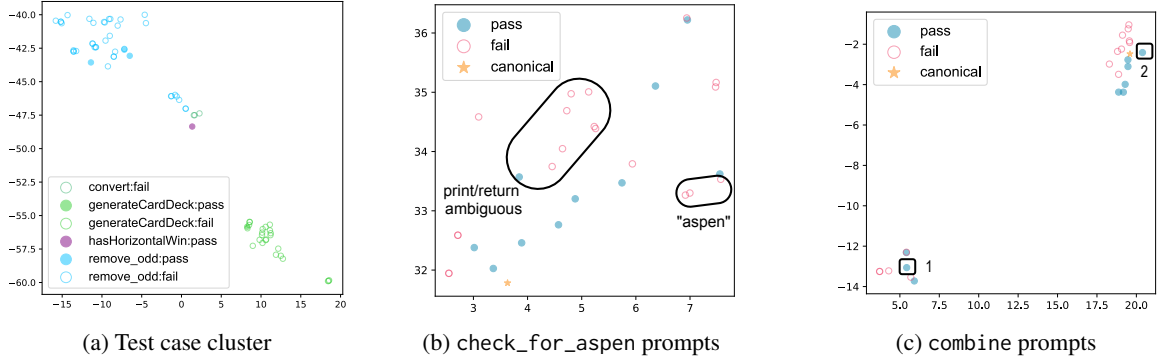 −40.0
−42.5
−45.0
−47.5
−50.0
−52.5
−55.0
−57.5
−60.0
convert:fail
generateCardDeck:pass
generateCardDeck:fail
hasHorizontalWin:pass
remove_odd:pass
remove_odd:fail
−15 −10 −5 0 5 10 15 20
(a) Test case cluster
36
35
34
33
32
pass
fail
canonical
print/return
ambiguous
"aspen"
3 4 5 6 7
(b) check_for_aspen prompts
−2
−4
−6
−8
−10
−12
−14
pass
fail
canonical
2
1
5.0 7.5 10.0 12.5 15.0 17.5 20.0
(c) combine prompts